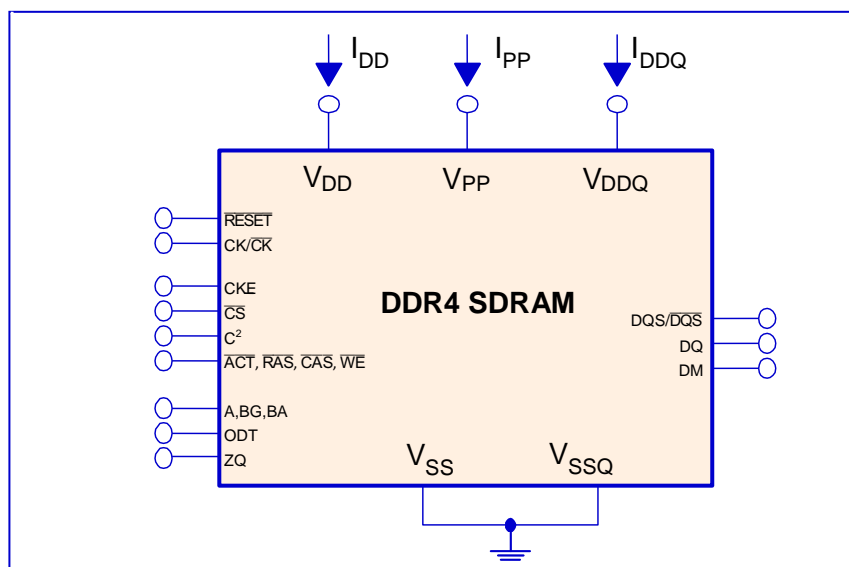 IDD IPP IDDQ
VDD VPP VDDQ
RESET
CK/CK
CKE
CS
C²
ACT, RAS, CAS, WE
A,BG,BA
ODT
ZQ
DDR4 SDRAM
DQS/DQS
DQ
DM
VSS VSSQ